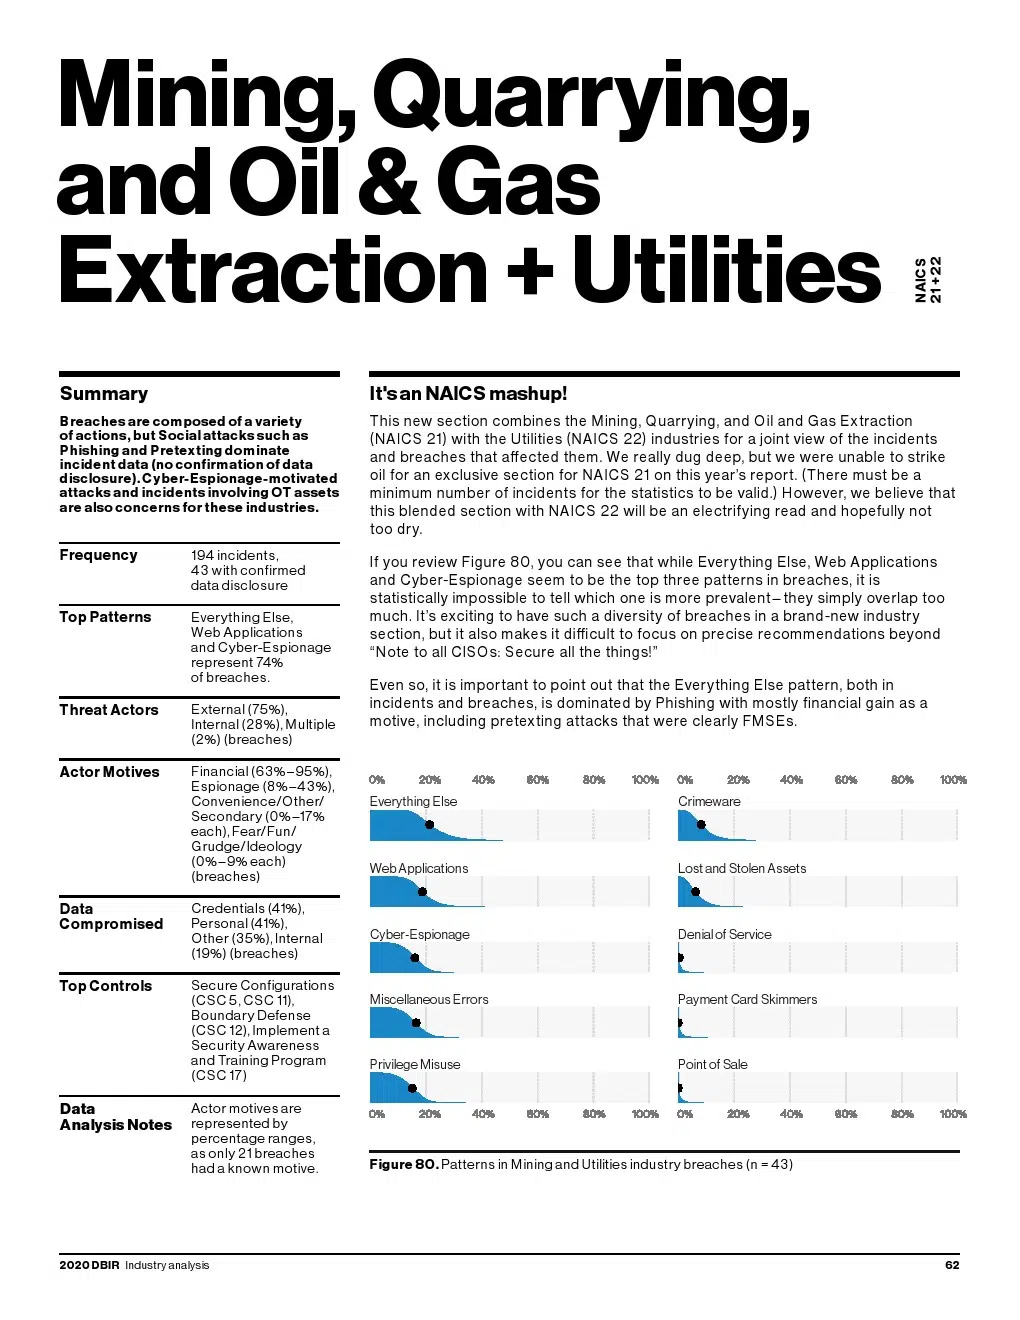 Mining, Quarrying,
and Oil & Gas
Extraction + Utilities
NAICS
21+22
Summary
Breaches are composed of a variety
of actions, but Social attacks such as
Phishing and Pretexting dominate
incident data (no confirmation of data
disclosure). Cyber-Espionage-motivated
attacks and incidents involving OT assets
are also concerns for these industries.
Frequency
194 incidents,
43 with confirmed
data disclosure
Top Patterns
Everything Else,
Web Applications
and Cyber-Espionage
represent 74%
of breaches.
Threat Actors
External (75%),
Internal (28%), Multiple
(2%) (breaches)
Actor Motives
Financial (63%–95%),
Espionage (8%–43%),
Convenience/Other/
Secondary (0%–17%
each), Fear/Fun/
Grudge/Ideology
(0%–9% each)
(breaches)
Data
Compromised
Credentials (41%),
Personal (41%),
Other (35%), Internal
(19%) (breaches)
Top Controls
Secure Configurations
(CSC 5, CSC 11),
Boundary Defense
(CSC 12), Implement a
Security Awareness
and Training Program
(CSC 17)
Data
Analysis Notes
Actor motives are
represented by
percentage ranges,
as only 21 breaches
had a known motive.
It's an NAICS mashup!
This new section combines the Mining, Quarrying, and Oil and Gas Extraction
(NAICS 21) with the Utilities (NAICS 22) industries for a joint view of the incidents
and breaches that affected them. We really dug deep, but we were unable to strike
oil for an exclusive section for NAICS 21 on this year's report. (There must be a
minimum number of incidents for the statistics to be valid.) However, we believe that
this blended section with NAICS 22 will be an electrifying read and hopefully not
too dry.
If you review Figure 80, you can see that while Everything Else, Web Applications
and Cyber-Espionage seem to be the top three patterns in breaches, it is
statistically impossible to tell which one is more prevalent–they simply overlap too
much. It's exciting to have such a diversity of breaches in a brand-new industry
section, but it also makes it difficult to focus on precise recommendations beyond
“Note to all CISOs: Secure all the things!”
Even so, it is important to point out that the Everything Else pattern, both in
incidents and breaches, is dominated by Phishing with mostly financial gain as a
motive, including pretexting attacks that were clearly FMSEs.
0% 20% 40% 60% 80% 100%
Everything Else
Web Applications
Cyber-Espionage
Miscellaneous Errors
Privilege Misuse
0% 20% 40% 60% 80% 100%
0% 20% 40% 60% 80% 100%
Crimeware
Lost and Stolen Assets
Denial of Service
Payment Card Skimmers
Point of Sale
0% 20% 40% 60% 80% 100%
Figure 80. Patterns in Mining and Utilities industry breaches (n = 43)
2020 DBIR Industry analysis
62